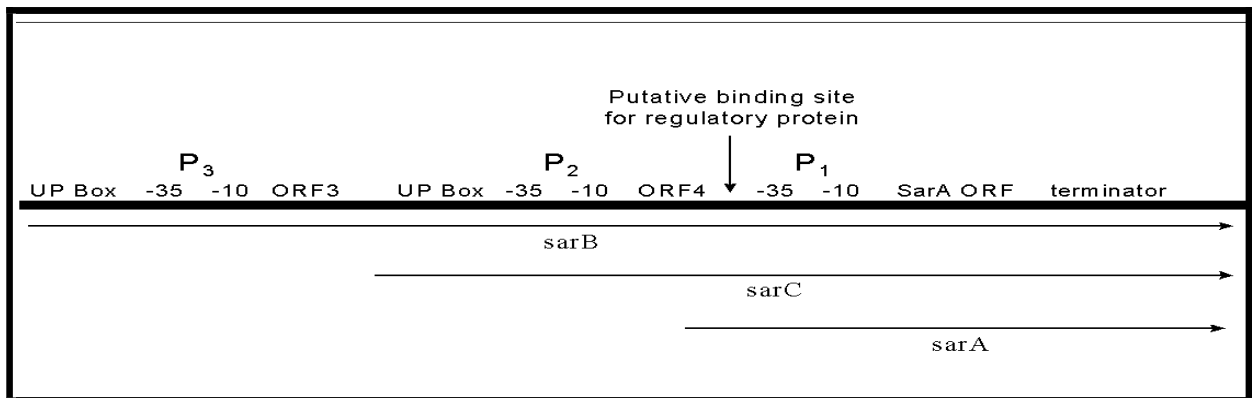 Putative binding site
for regulatory protein
P3 P2 P1
UP Box -35 -10 ORF3 UP Box -35 -10 ORF4 -35 -10 SarA ORF terminator
sarB
sarC
sarA